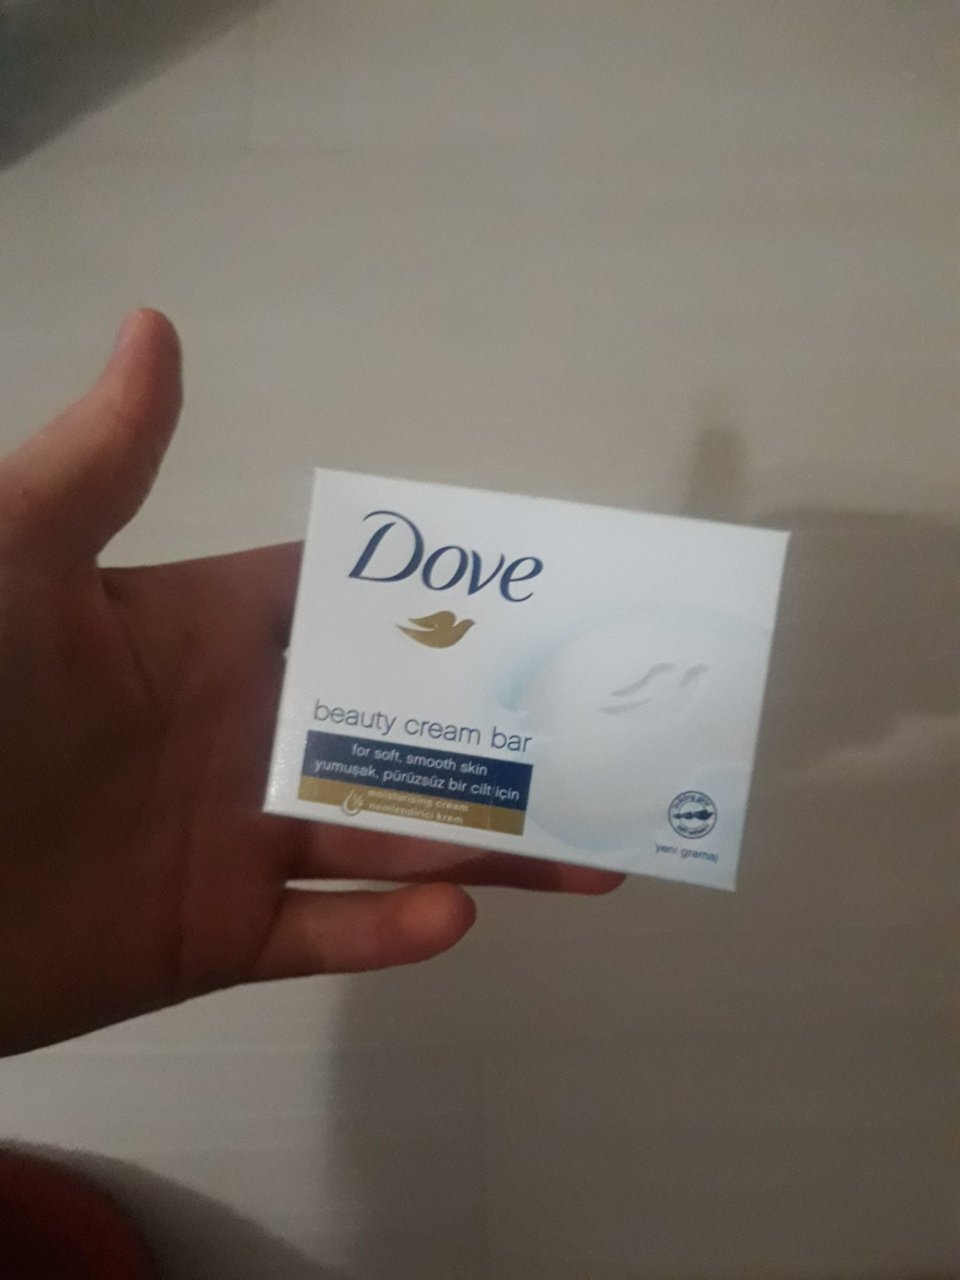 Dove
beauty cream bar
for soft, smooth skin
yumuşak, pürüzsüz bir cilt için
moisturising cream
nemlendirici krem
yeni gramaj